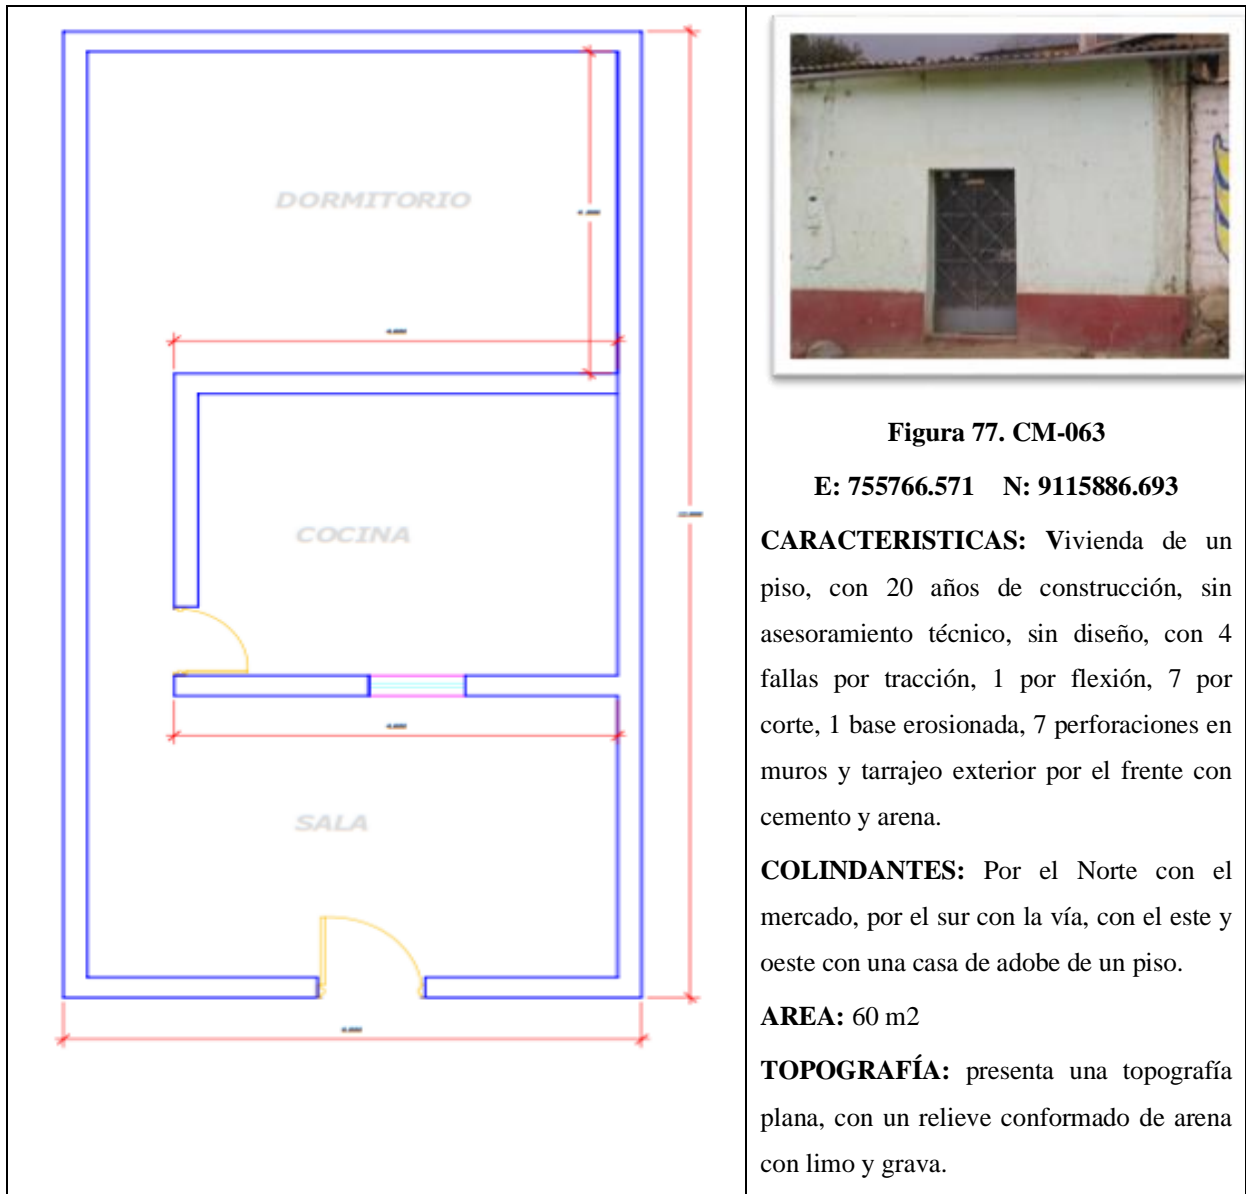 DORMITORIO
COCINA
SALA
Figura 77. CM-063
E: 755766.571 N: 9115886.693
CARACTERISTICAS: Vivienda de un
piso, con 20 años de construcción, sin
asesoramiento técnico, sin diseño, con 4
fallas por tracción, 1 por flexión, 7 por
corte, 1 base erosionada, 7 perforaciones en
muros y tarrajeo exterior por el frente con
cemento y arena.
COLINDANTES: Por el Norte con el
mercado, por el sur con la vía, con el este y
oeste con una casa de adobe de un piso.
AREA: 60 m2
TOPOGRAFÍA: presenta una topografía
plana, con un relieve conformado de arena
con limo y grava.